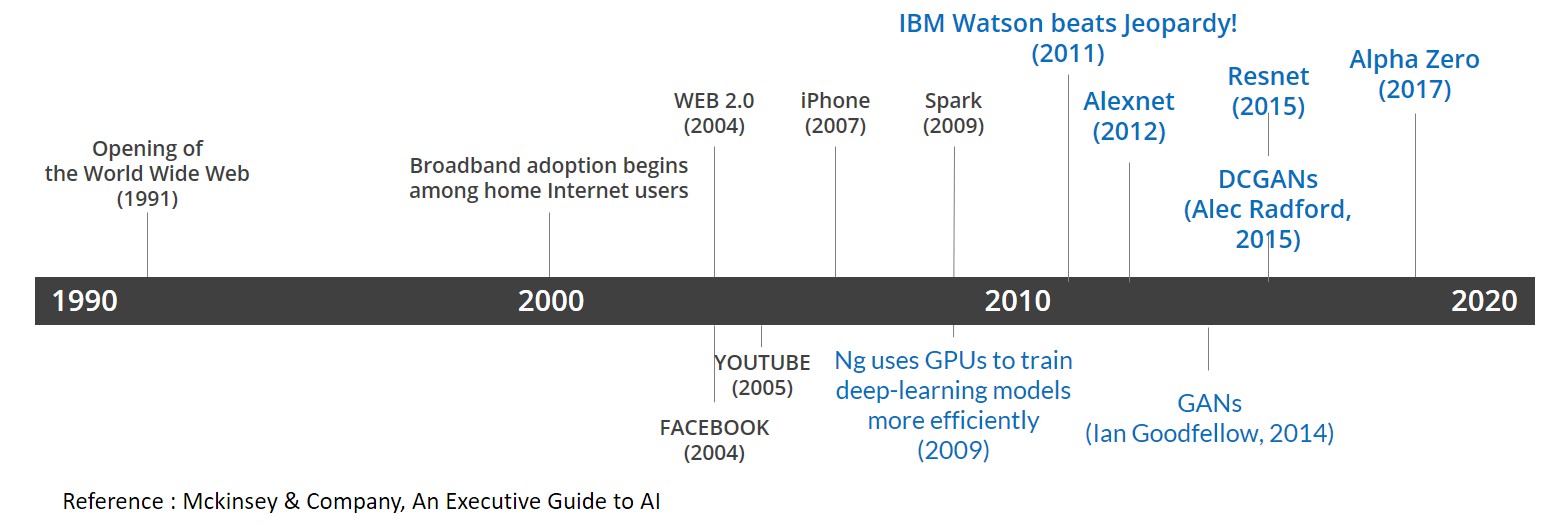 IBM Watson beats Jeopardy!
(2011)
Alpha Zero
(2017)
Resnet
(2015)
WEB 2.0
(2004)
iPhone
(2007)
Spark
(2009)
Alexnet
(2012)
Opening of
the World Wide Web
(1991)
Broadband adoption begins
among home Internet users
DCGANs
(Alec Radford,
2015)
1990
2000
2010
2020
YOUTUBE
(2005)
FACEBOOK
(2004)
Ng uses GPUs to train
deep-learning models
more efficiently
(2009)
GANs
(Ian Goodfellow, 2014)
Reference : Mckinsey & Company, An Executive Guide to AI